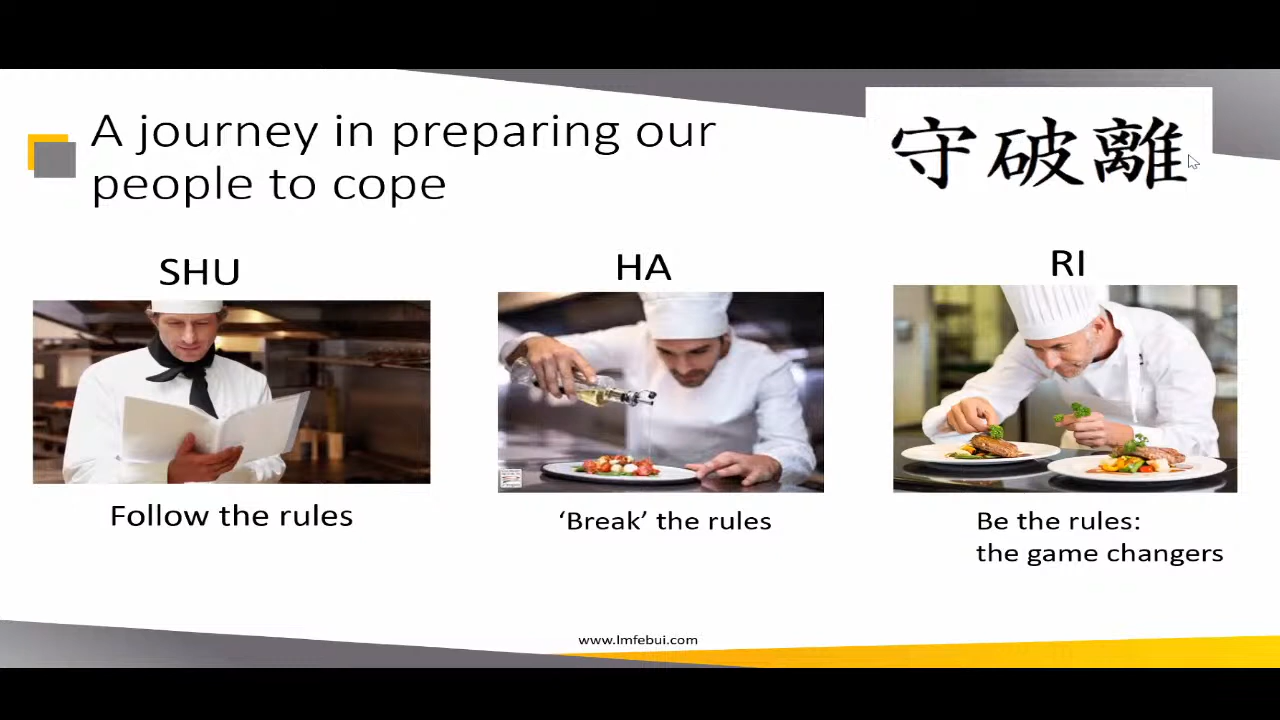 A journey in preparing our
people to cope
守破離
SHU
HA
RI
Follow the rules
‘Break’ the rules
Be the rules:
the game changers
www.lmfebui.com